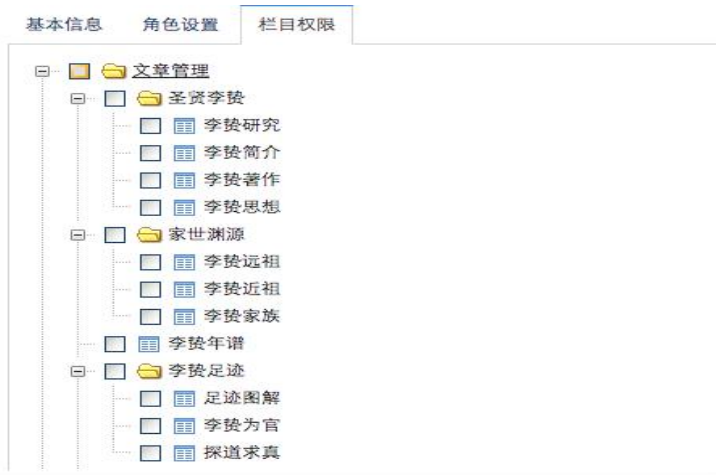 基本信息 角色设置 栏目权限
文章管理
圣贤李贽
李贽研究
李贽简介
李贽著作
李贽思想
家世渊源
李贽远祖
李贽近祖
李贽家族
李贽年谱
李贽足迹
足迹图解
李贽为官
探道求真